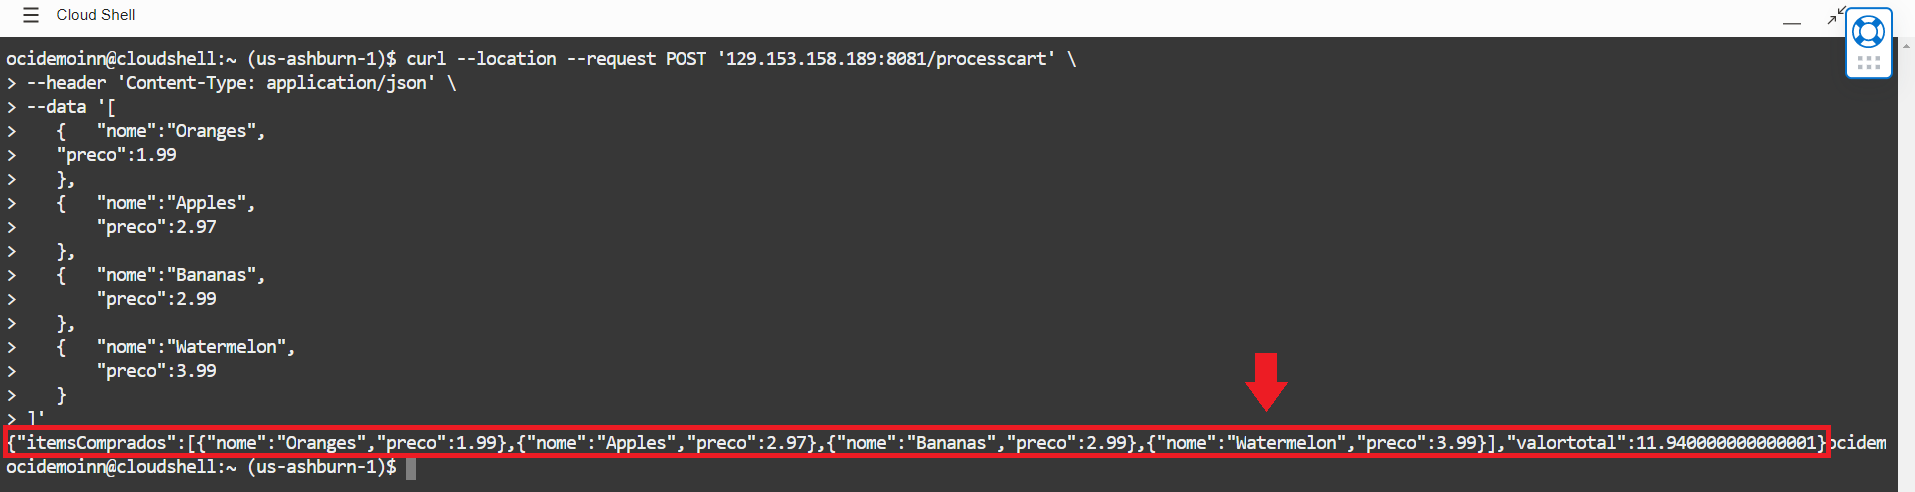 Cloud Shell
ocidemoinn@cloudshell:~ (us-ashburn-1)$ curl --location --request POST '129.153.158.189:8081/processcart' \
> --header 'Content-Type: application/json' \
> --data '[
>    {   "nome":"Oranges",
>    "preco":1.99
>    },
>    {   "nome":"Apples",
>        "preco":2.97
>    },
>    {   "nome":"Bananas",
>        "preco":2.99
>    },
>    {   "nome":"Watermelon",
>        "preco":3.99
>    }
> ]'
{"itemsComprados":[{"nome":"Oranges","preco":1.99},{"nome":"Apples","preco":2.97},{"nome":"Bananas","preco":2.99},{"nome":"Watermelon","preco":3.99}],"valortotal":11.940000000000001}ocidem
ocidemoinn@cloudshell:~ (us-ashburn-1)$